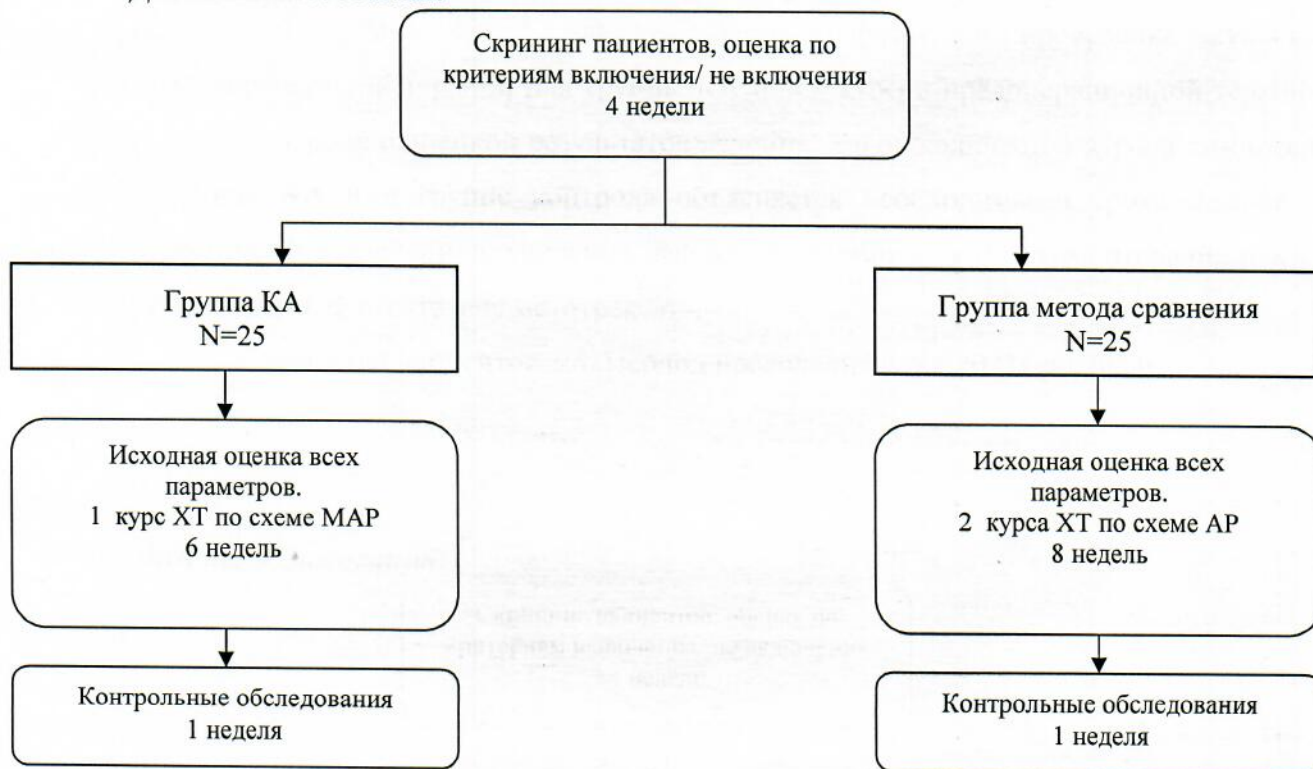 Скрининг пациентов, оценка по
критериям включения/ не включения
4 недели
Группа КА
N=25
Группа метода сравнения
N=25
Исходная оценка всех
параметров.
1 курс ХТ по схеме МАР
6 недель
Исходная оценка всех
параметров.
2 курса ХТ по схеме АР
8 недель
Контрольные обследования
1 неделя
Контрольные обследования
1 неделя